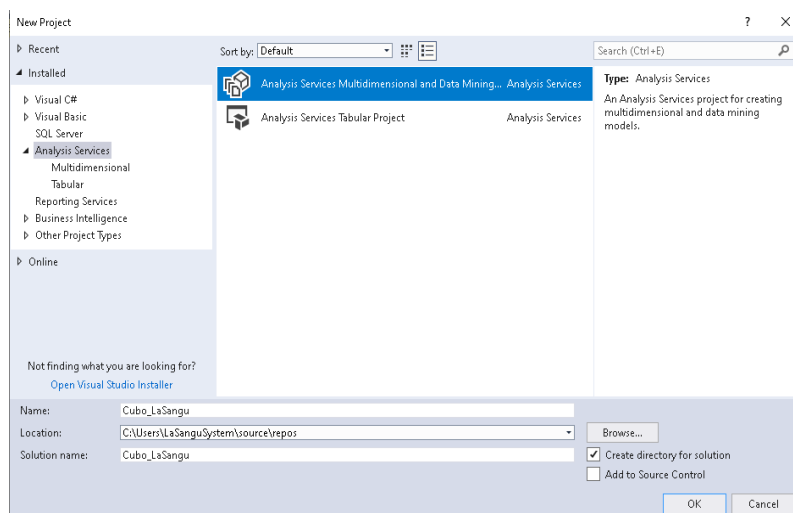 New Project
? ×
Recent
Sort by: Default
Search (Ctrl+E)
Installed
Visual C#
Visual Basic
SQL Server
Analysis Services
Multidimensional
Tabular
Reporting Services
Business Intelligence
Other Project Types
Online
Analysis Services Multidimensional and Data Mining... Analysis Services
Analysis Services Tabular Project Analysis Services
Type: Analysis Services
An Analysis Services project for creating
multidimensional and data mining
models.
Not finding what you are looking for?
Open Visual Studio Installer
Name: Cubo_LaSangu
Location: C:\Users\LaSanguSystem\source\repos
Browse...
Solution name: Cubo_LaSangu
Create directory for solution
Add to Source Control
OK Cancel